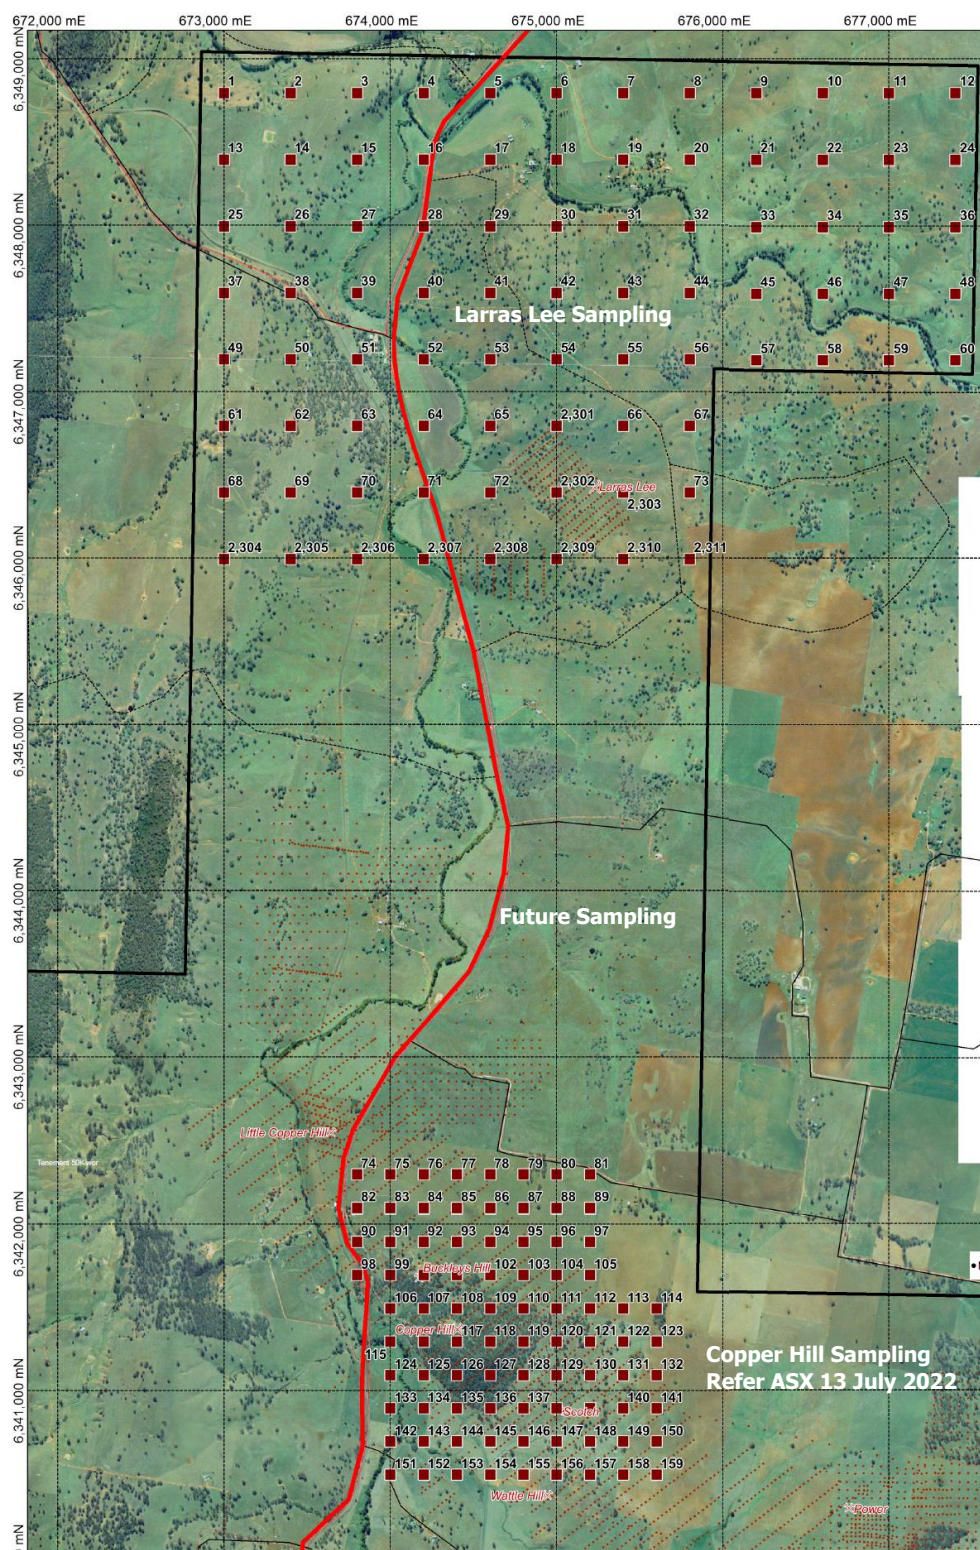 672,000 mE 673,000 mE 674,000 mE 675,000 mE 676,000 mE 677,000 mE
6,349,000 mN
1 2 3 4 5 6 7 8 9 10 11 12
13 14 15 16 17 18 19 20 21 22 23 24
6,348,000 mN
25 26 27 28 29 30 31 32 33 34 35 36
37 38 39 40 41 42 43 44 45 46 47 48
Larras Lee Sampling
49 50 51 52 53 54 55 56 57 58 59 60
6,347,000 mN
61 62 63 64 65 2,301 66 67
68 69 70 71 72 2,302 Larras Lee 73
2,303
6,346,000 mN
2,304 2,305 2,306 2,307 2,308 2,309 2,310 2,311
6,345,000 mN
6,344,000 mN
Future Sampling
6,343,000 mN
Little Copper Hill
74 75 76 77 78 79 80 81
82 83 84 85 86 87 88 89
6,342,000 mN
90 91 92 93 94 95 96 97
98 99 Buckleys Hill 102 103 104 105
106 107 108 109 110 111 112 113 114
Copper Hill 117 118 119 120 121 122 123
115
Copper Hill Sampling
Refer ASX 13 July 2022
124 125 126 127 128 129 130 131 132
6,341,000 mN
133 134 135 136 137 Scotch 140 141
142 143 144 145 146 147 148 149 150
151 152 153 154 155 156 157 158 159
Wattle Hill
Power
mN